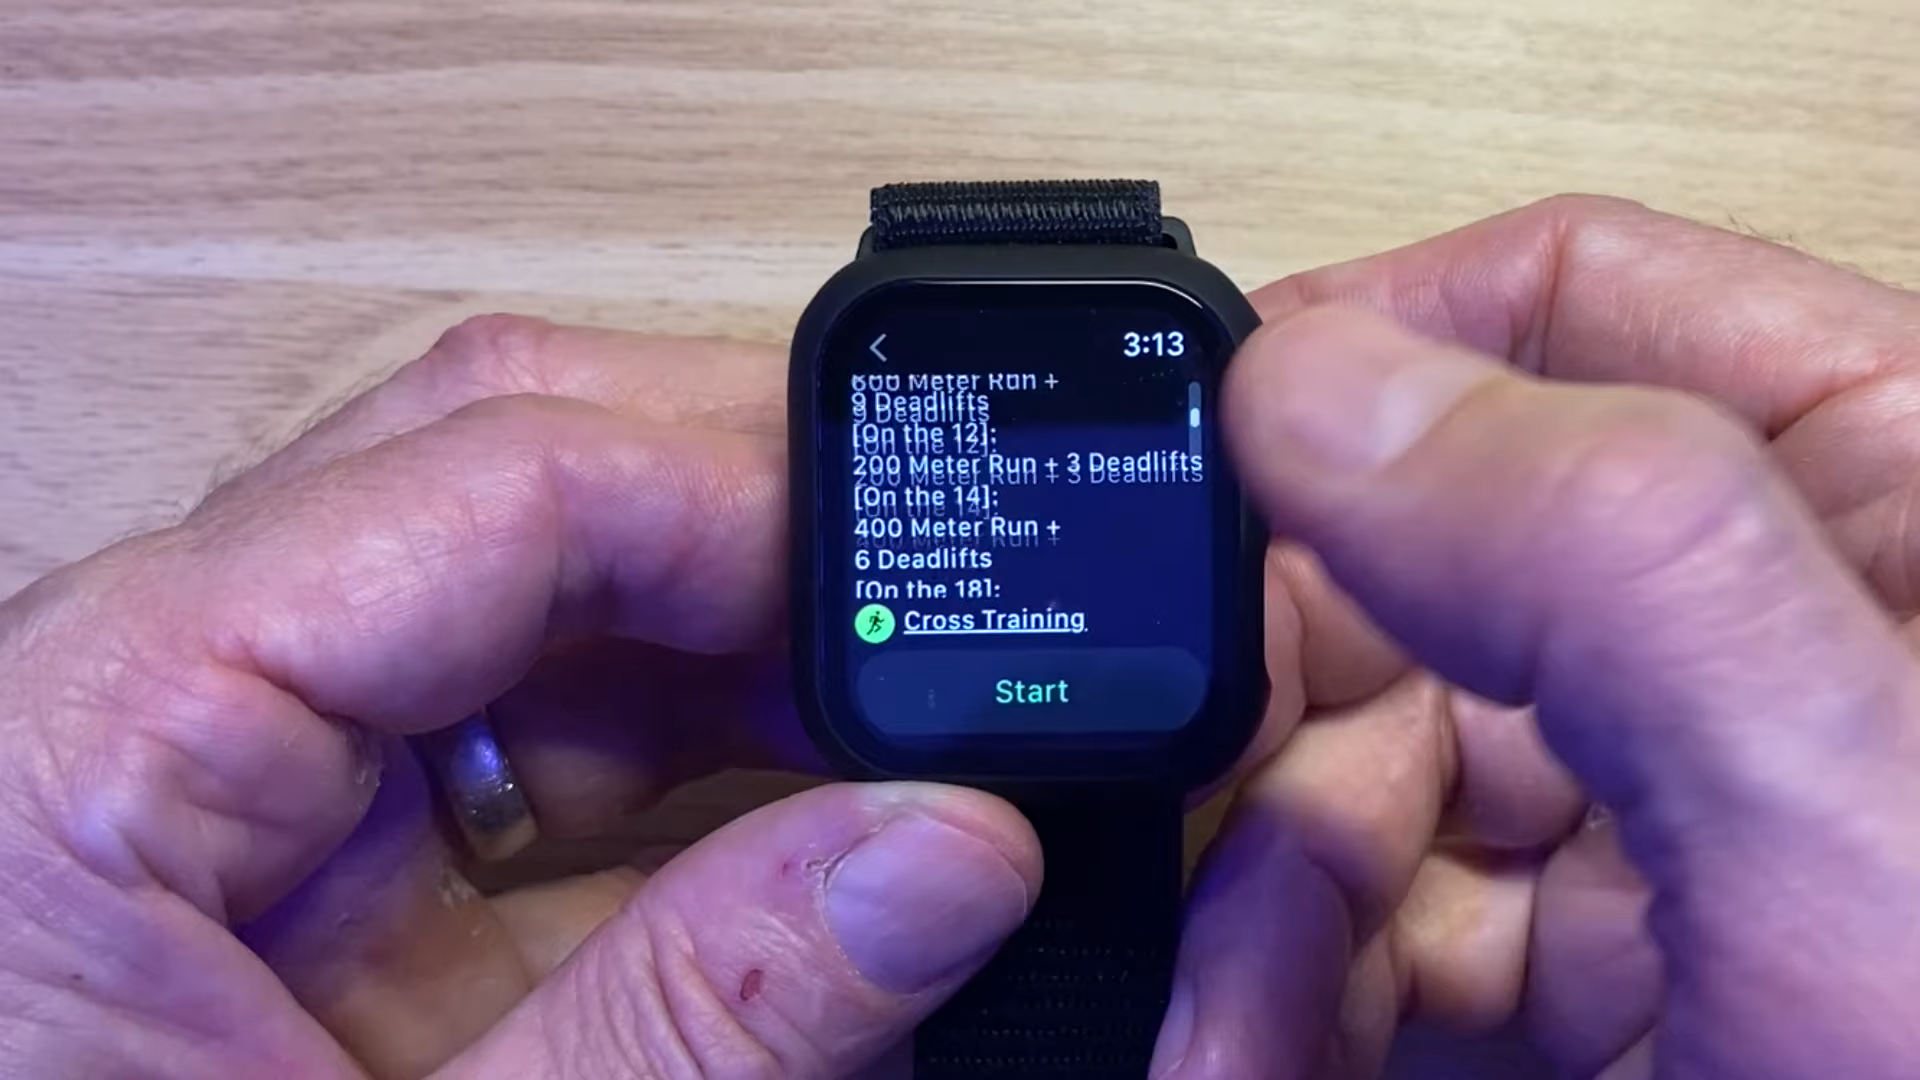 3:13
600 Meter Run +
9 Deadlifts
[On the 12]:
200 Meter Run + 3 Deadlifts
[On the 14]:
400 Meter Run +
6 Deadlifts
[On the 18]:
Cross Training
Start